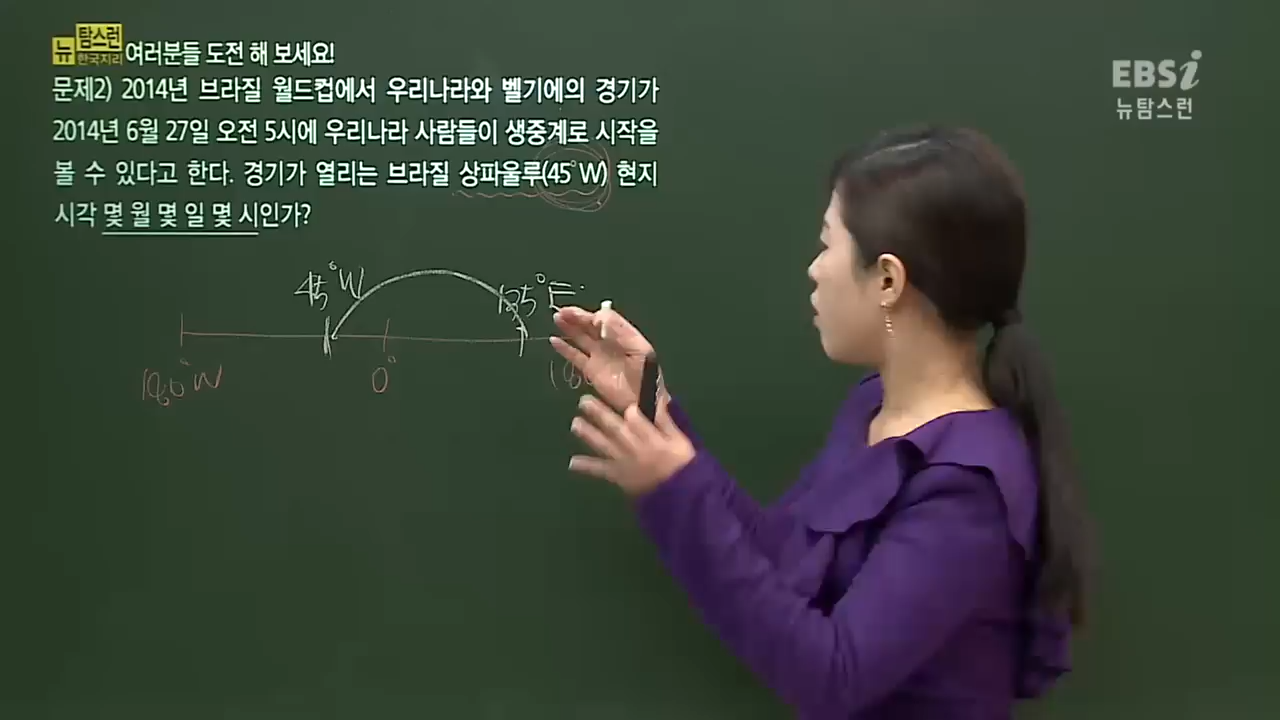 뉴탐스런
한국지리
여러분들 도전 해 보세요!
문제2) 2014년 브라질 월드컵에서 우리나라와 벨기에의 경기가
2014년 6월 27일 오전 5시에 우리나라 사람들이 생중계로 시작을
볼 수 있다고 한다. 경기가 열리는 브라질 상파울루(45°W) 현지
시각 몇 월 몇 일 몇 시인가?
EBSi
뉴탐스런
45°W
135°E
180°W
0°